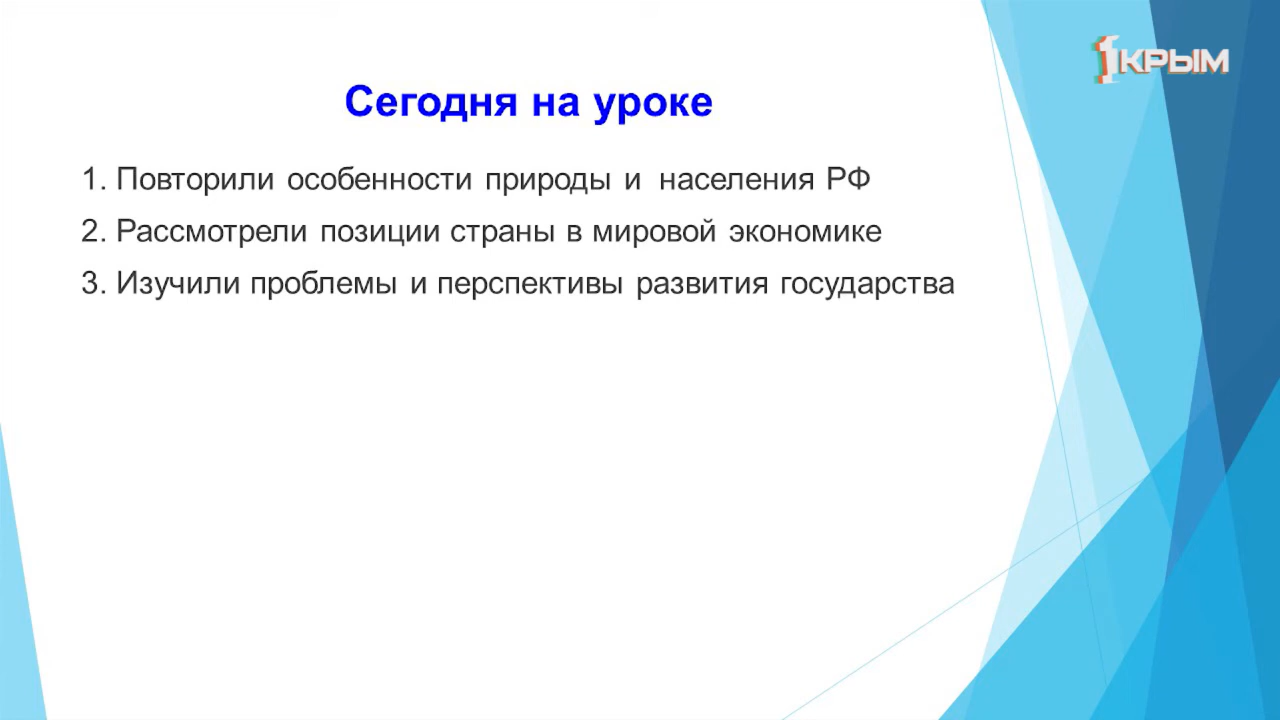 1КРЫМ
Сегодня на уроке
1. Повторили особенности природы и населения РФ
2. Рассмотрели позиции страны в мировой экономике
3. Изучили проблемы и перспективы развития государства